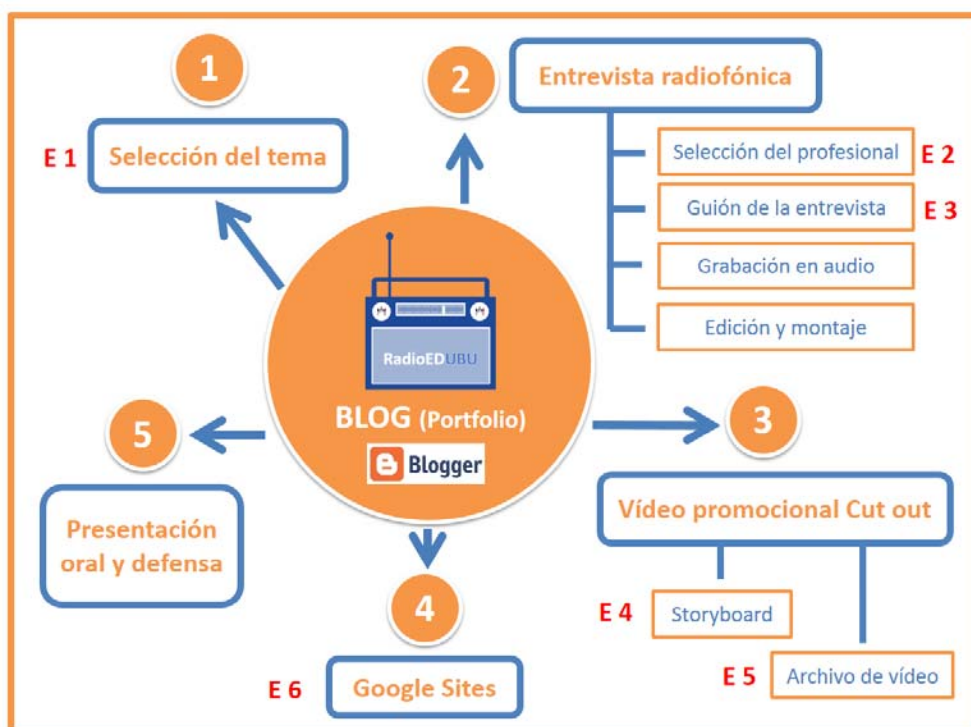 1
E 1
Selección del tema
2
Entrevista radiofónica
Selección del profesional
E 2
Guión de la entrevista
E 3
Grabación en audio
Edición y montaje
RadioEDUBU
BLOG (Portfolio)
Blogger
3
Vídeo promocional Cut out
E 4
Storyboard
E 5
Archivo de vídeo
4
E 6
Google Sites
5
Presentación
oral y defensa